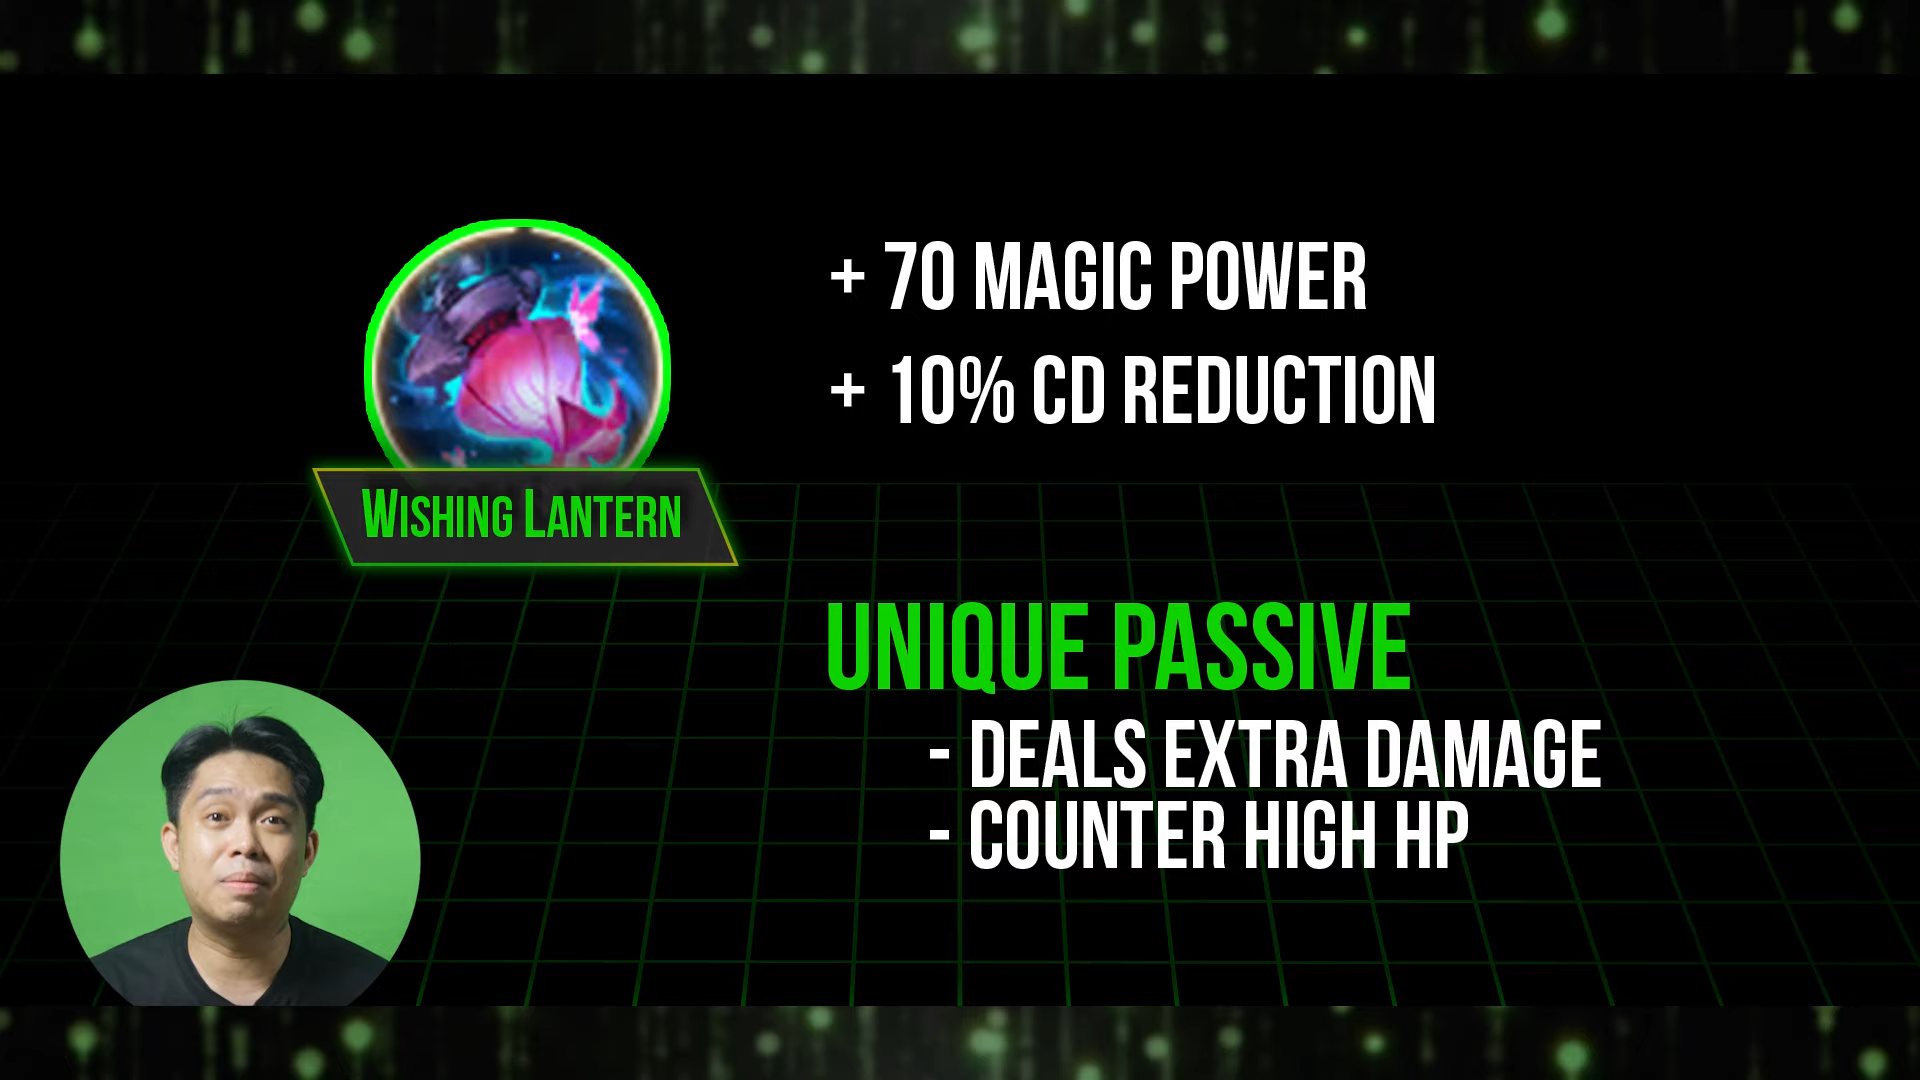 + 70 MAGIC POWER
+ 10% CD REDUCTION
WISHING LANTERN
UNIQUE PASSIVE
- DEALS EXTRA DAMAGE
- COUNTER HIGH HP